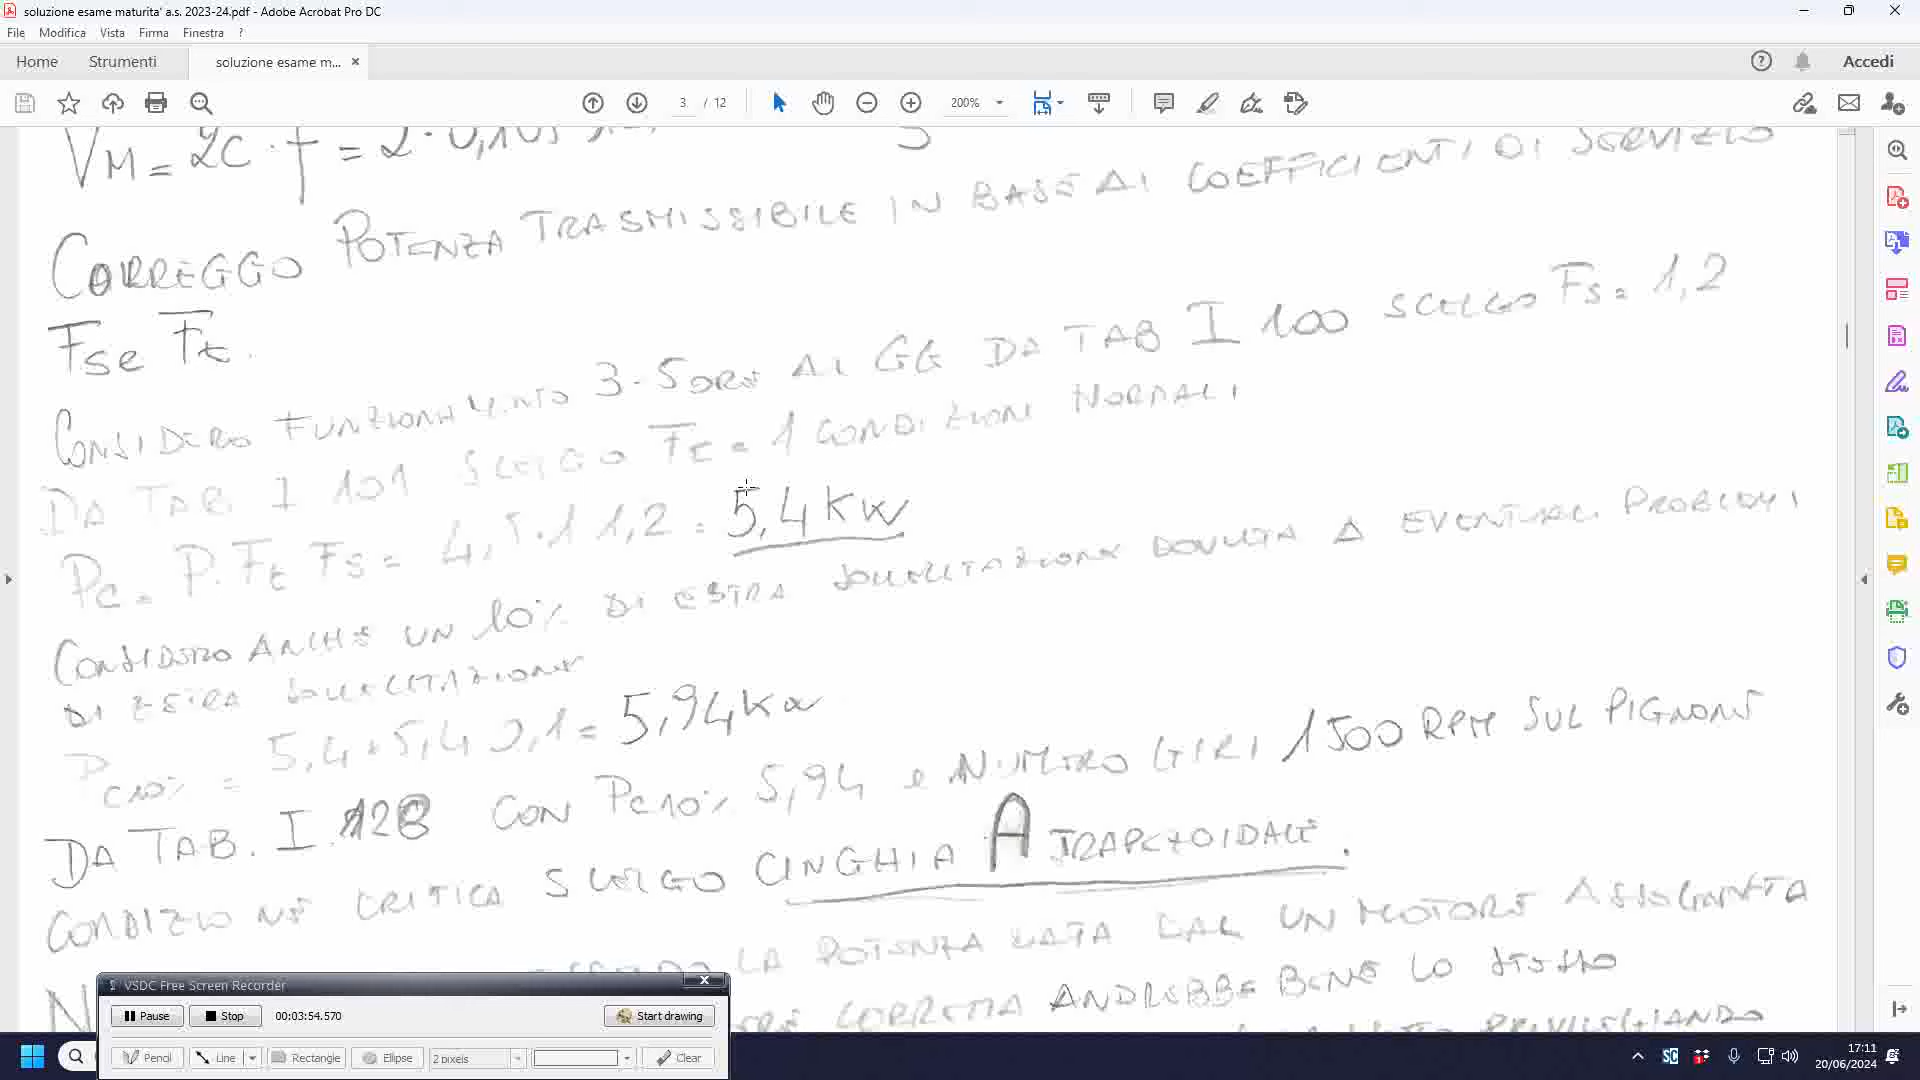 soluzione esame maturita' a.s. 2023-24.pdf - Adobe Acrobat Pro DC
File Modifica Vista Firma Finestra ?
Home Strumenti soluzione esame m... ×
Accedi
3 / 12 200%
VM = 2C · f = 2 · 0,105
CORREGGO POTENZA TRASMISSIBILE IN BASE AI COEFFICIENTI DI SERVIZIO
Fs e Ft.
CONSIDERO FUNZIONAMENTO 3-5 ORE AL GG DA TAB I 100 SCELGO Fs = 1,2
DA TAB. I 101 SCELGO Ft = 1 CONDIZIONI NORMALI
Pc = P. Ft Fs = 4,5 · 1 1,2 = 5,4 KW
CONSIDERO ANCHE UN 10% DI EXTRA SOLLECITAZIONE DOVUTA A EVENTUALI PROBLEMI
DI EXTRA SOLLECITAZIONE
Pc10% = 5,4 + 5,4 0,1 = 5,94 KW
DA TAB. I. 128 CON Pc10% 5,94 e NUMERO GIRI 1500 RPM SUL PIGNONE
CONDIZIONE CRITICA SCELGO CINGHIA A TRAPEZOIDALE.
LA POTENZA DATA DAL UN MOTORE ASSEGNATA
CORRETTA ANDREBBE BENE LO STESSO
PRIVILEGIANDO
VSDC Free Screen Recorder
Pause Stop 00:03:54.570 Start drawing
Pencil Line Rectangle Ellipse 2 pixels Clear
17:11
20/06/2024